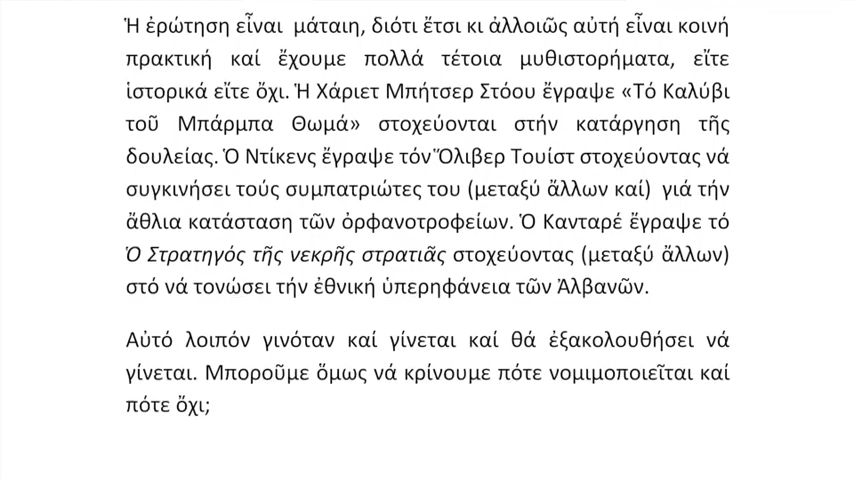 Ἡ ἐρώτηση εἶναι μάταιη, διότι ἔτσι κι ἀλλοιῶς αὐτή εἶναι κοινή
πρακτική καί ἔχουμε πολλά τέτοια μυθιστορήματα, εἴτε
ἱστορικά εἴτε ὄχι. Ἡ Χάριετ Μπήτσερ Στόου ἔγραψε «Τό Καλύβι
τοῦ Μπάρμπα Θωμά» στοχεύονται στήν κατάργηση τῆς
δουλείας. Ὁ Ντίκενς ἔγραψε τόν Ὄλιβερ Τουίστ στοχεύοντας νά
συγκινήσει τούς συμπατριώτες του (μεταξύ ἄλλων καί) γιά τήν
ἄθλια κατάσταση τῶν ὀρφανοτροφείων. Ὁ Κανταρέ ἔγραψε τό
Ὁ Στρατηγός τῆς νεκρῆς στρατιᾶς στοχεύοντας (μεταξύ ἄλλων)
στό νά τονώσει τήν ἐθνική ὑπερηφάνεια τῶν Ἀλβανῶν.
Αὐτό λοιπόν γινόταν καί γίνεται καί θά ἐξακολουθήσει νά
γίνεται. Μποροῦμε ὅμως νά κρίνουμε πότε νομιμοποιεῖται καί
πότε ὄχι;